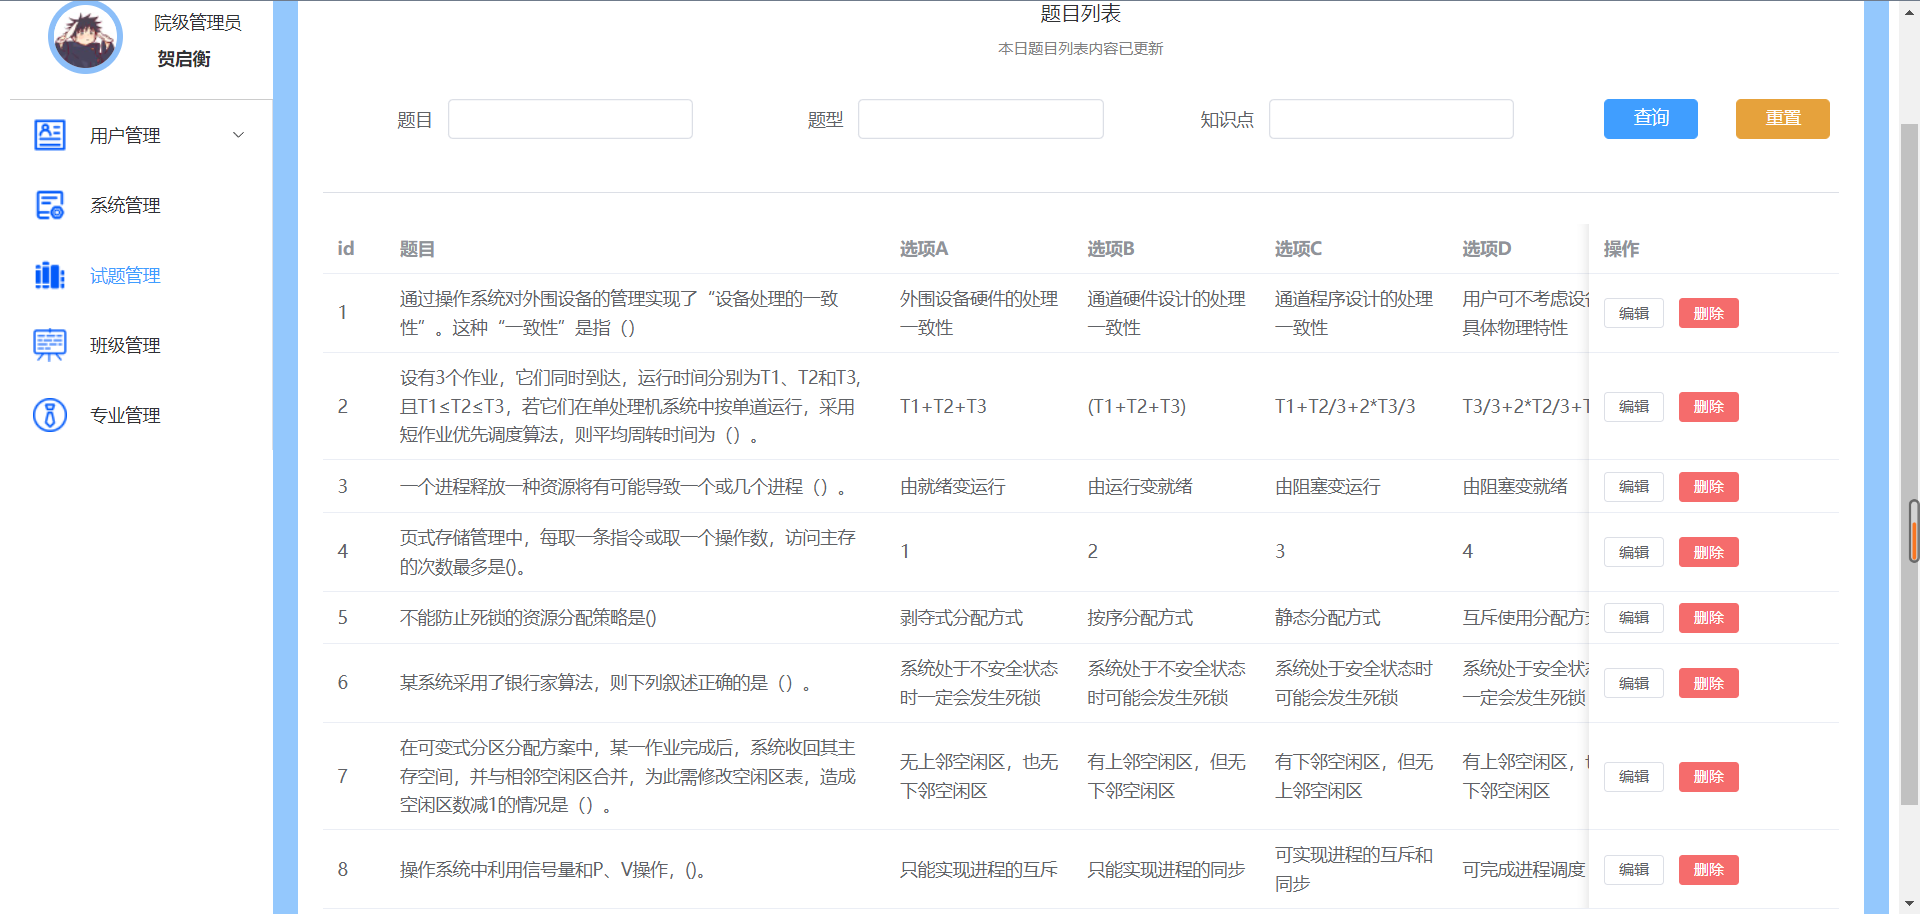 院级管理员
贺启衡
用户管理
系统管理
试题管理
班级管理
专业管理
题目列表
本日题目列表内容已更新
题目
题型
知识点
查询
重置
id 题目 选项A 选项B 选项C 选项D 操作
1
通过操作系统对外围设备的管理实现了“设备处理的一致
性”。这种“一致性”是指（）
外围设备硬件的处理
一致性
通道硬件设计的处理
一致性
通道程序设计的处理
一致性
用户可不考虑设
具体物理特性
编辑 删除
2
设有3个作业，它们同时到达，运行时间分别为T1、T2和T3,
且T1≤T2≤T3，若它们在单处理机系统中按单道运行，采用
短作业优先调度算法，则平均周转时间为（）。
T1+T2+T3
(T1+T2+T3)
T1+T2/3+2*T3/3
T3/3+2*T2/3+T
编辑 删除
3
一个进程释放一种资源将有可能导致一个或几个进程（）。
由就绪变运行
由运行变就绪
由阻塞变运行
由阻塞变就绪
编辑 删除
4
页式存储管理中，每取一条指令或取一个操作数，访问主存
的次数最多是()。
1
2
3
4
编辑 删除
5
不能防止死锁的资源分配策略是()
剥夺式分配方式
按序分配方式
静态分配方式
互斥使用分配方
编辑 删除
6
某系统采用了银行家算法，则下列叙述正确的是（）。
系统处于不安全状态
时一定会发生死锁
系统处于不安全状态
时可能会发生死锁
系统处于安全状态时
可能会发生死锁
系统处于安全状
一定会发生死锁
编辑 删除
7
在可变式分区分配方案中，某一作业完成后，系统收回其主
存空间，并与相邻空闲区合并，为此需修改空闲区表，造成
空闲区数减1的情况是（）。
无上邻空闲区，也无
下邻空闲区
有上邻空闲区，但无
下邻空闲区
有下邻空闲区，但无
上邻空闲区
有上邻空闲区，
下邻空闲区
编辑 删除
8
操作系统中利用信号量和P、V操作，()。
只能实现进程的互斥
只能实现进程的同步
可实现进程的互斥和
同步
可完成进程调度
编辑 删除